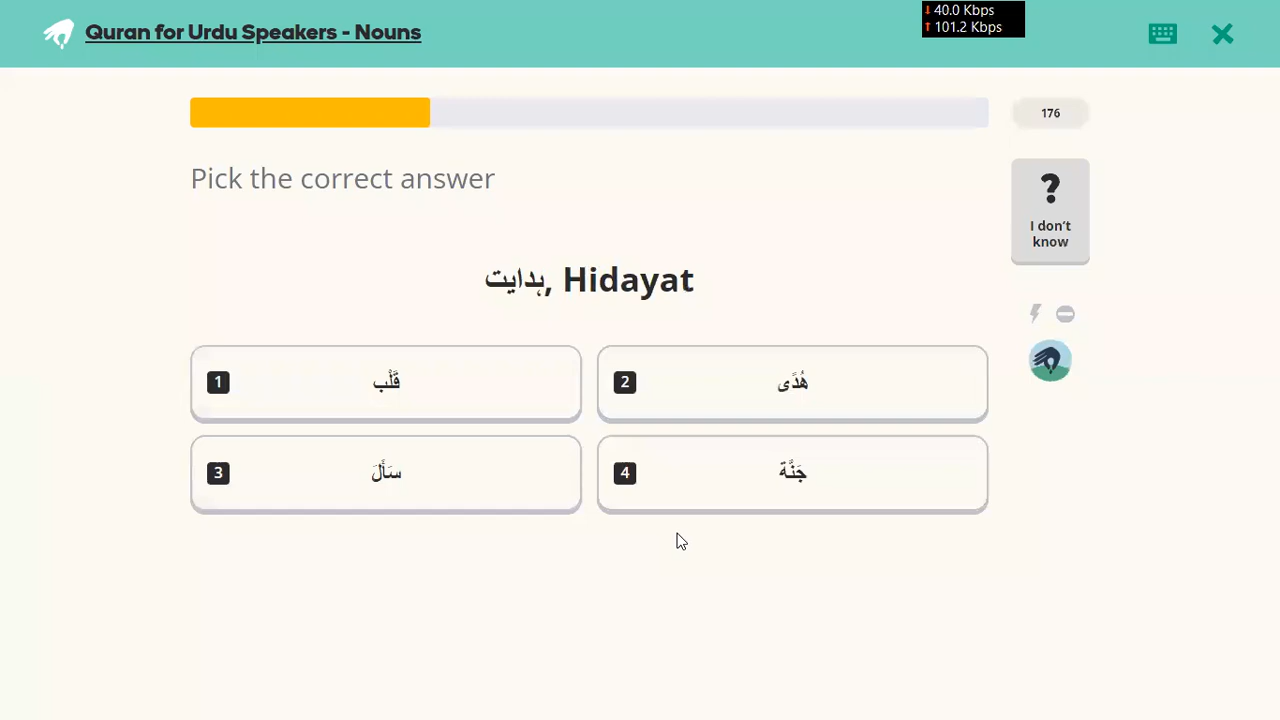 Quran for Urdu Speakers - Nouns
40.0 Kbps
101.2 Kbps
176
Pick the correct answer
?
I don't
know
ہدایت, Hidayat
1 قَلْب
2 هُدًى
3 سَأَلَ
4 جَنَّة